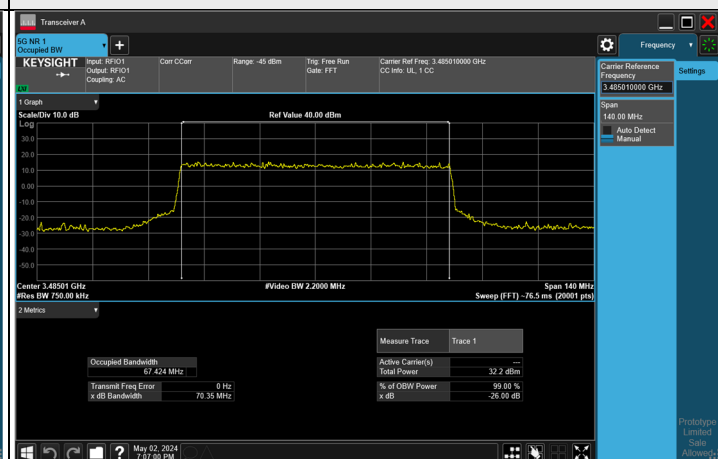 Transceiver A
5G NR 1
Occupied BW
Frequency
KEYSIGHT
Input: RFIO1
Output: RFIO1
Coupling: AC
Corr CCorr
Range: -45 dBm
Trig: Free Run
Gate: FFT
Carrier Ref Freq: 3.485010000 GHz
CC Info: UL, 1 CC
LXI
Carrier Reference
Frequency
3.485010000 GHz
Settings
Span
140.00 MHz
Auto Detect
Manual
1 Graph
Scale/Div 10.0 dB
Ref Value 40.00 dBm
Log
30.0
20.0
10.0
0.00
-10.0
-20.0
-30.0
-40.0
-50.0
Center 3.48501 GHz
#Video BW 2.2000 MHz
Span 140 MHz
#Res BW 750.00 kHz
Sweep (FFT) ~76.5 ms (20001 pts)
2 Metrics
Measure Trace
Trace 1
Occupied Bandwidth
67.424 MHz
Active Carrier(s)
---
Total Power
32.2 dBm
Transmit Freq Error
0 Hz
x dB Bandwidth
70.35 MHz
% of OBW Power
99.00 %
x dB
-26.00 dB
Prototype
Limited
Sale
Allowed
?
May 02, 2024
7:07:00 PM